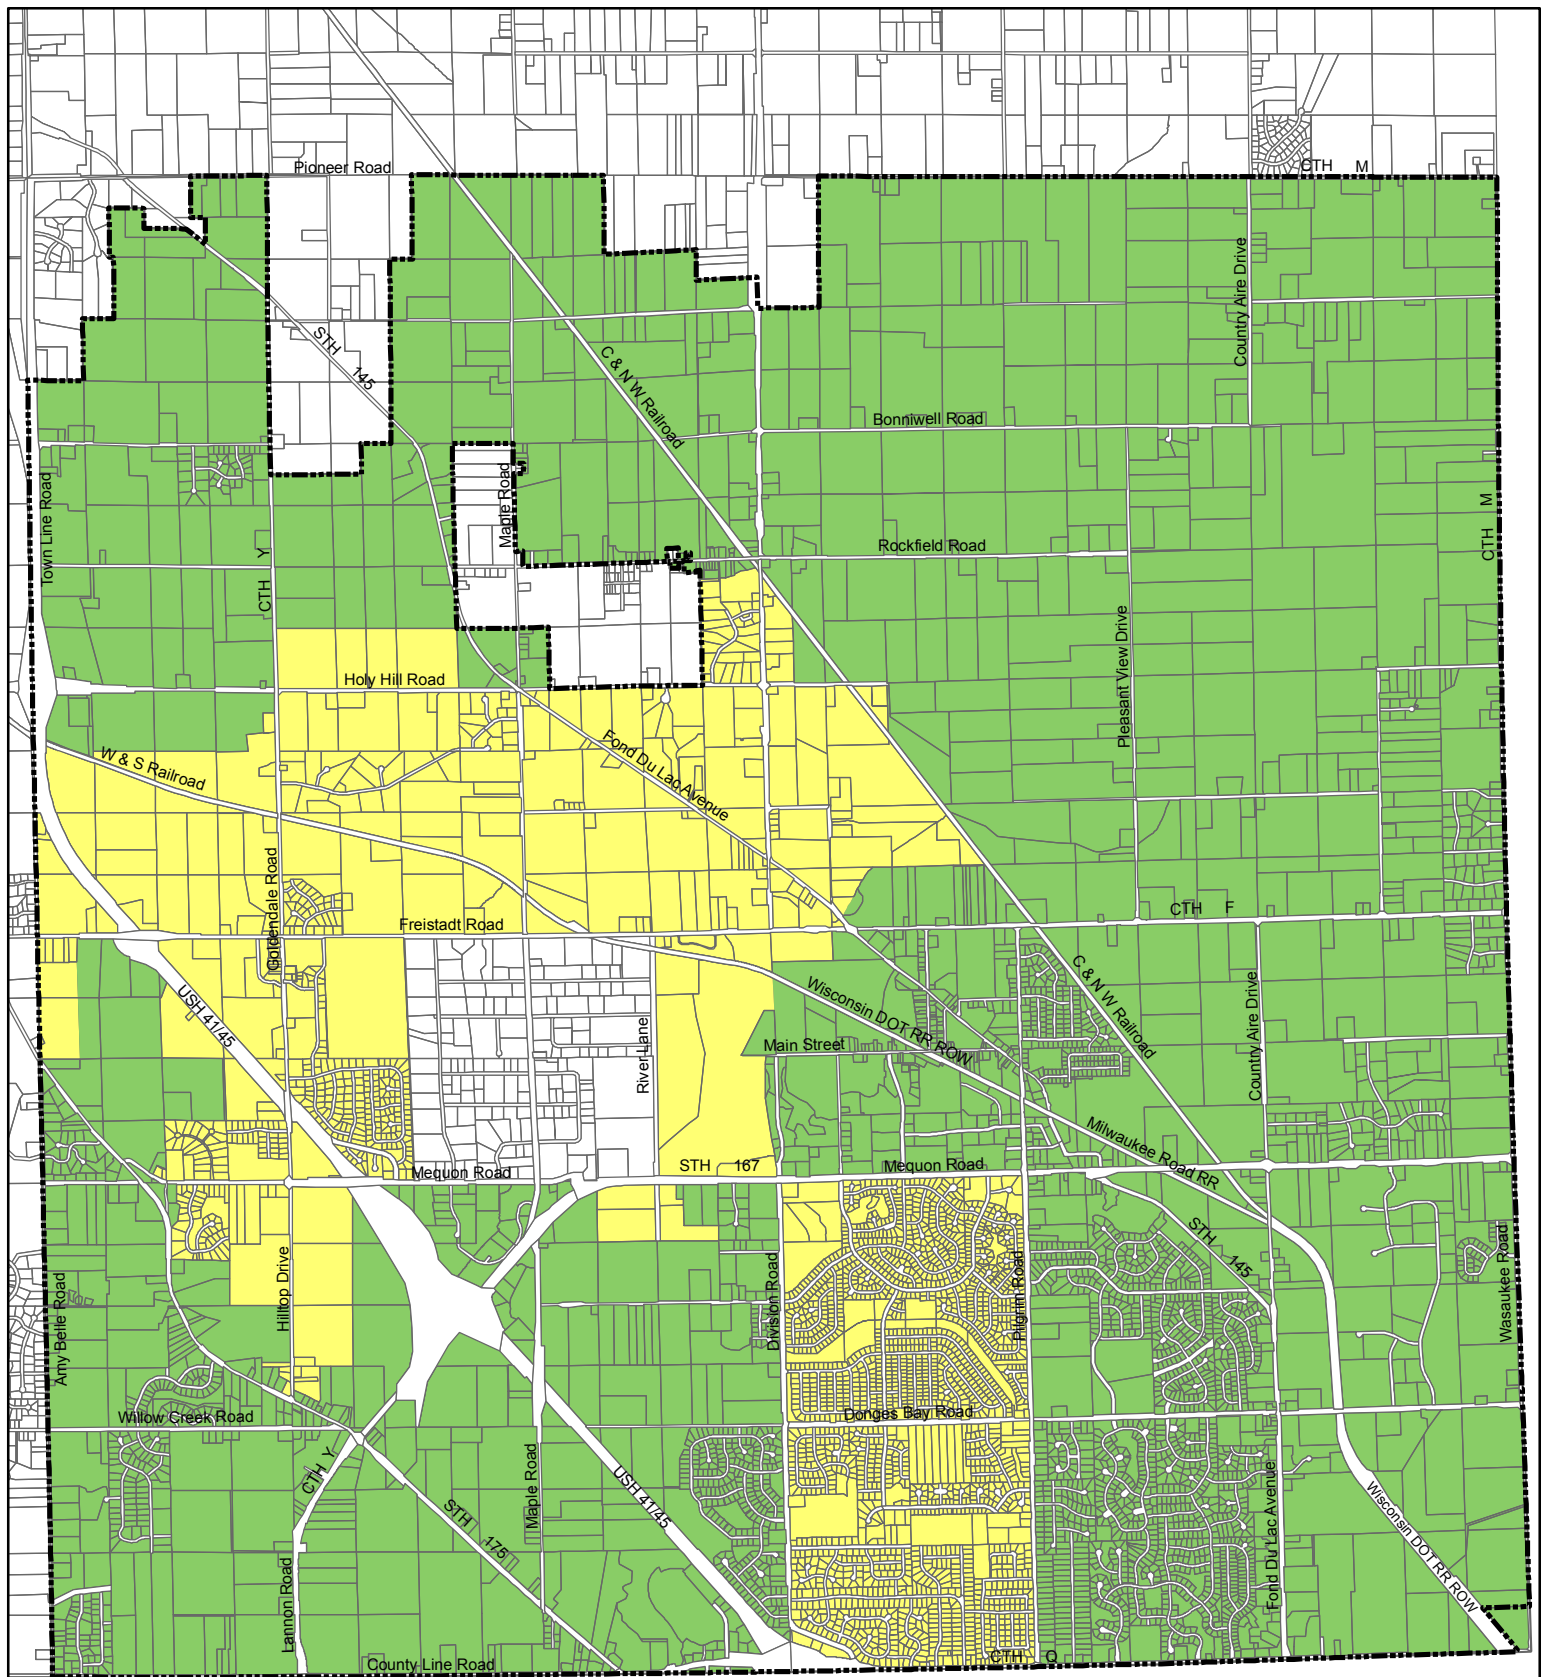 CTH M
Pioneer Road
Country Aire Drive
STH 145
C & N W Railroad
Bonniwell Road
Maple Road
Town Line Road
CTH M
Rockfield Road
CTH Y
Pleasant View Drive
Holy Hill Road
Fond Du Lac Avenue
W & S Railroad
Goldendale Road
CTH F
Freistadt Road
C & N W Railroad
USH 41/45
Wisconsin DOT RR ROW
Country Aire Drive
River Lane
Main Street
Milwaukee Road RR
STH 167
Mequon Road
Mequon Road
STH 145
Wasaukee Road
Hilltop Drive
Division Road
Pilgrim Road
Amy Belle Road
Donges Bay Road
Willow Creek Road
CTH Y
Maple Road
USH 41/45
Fond Du Lac Avenue
STH 175
Wisconsin DOT RR ROW
Lannon Road
CTH Q
County Line Road